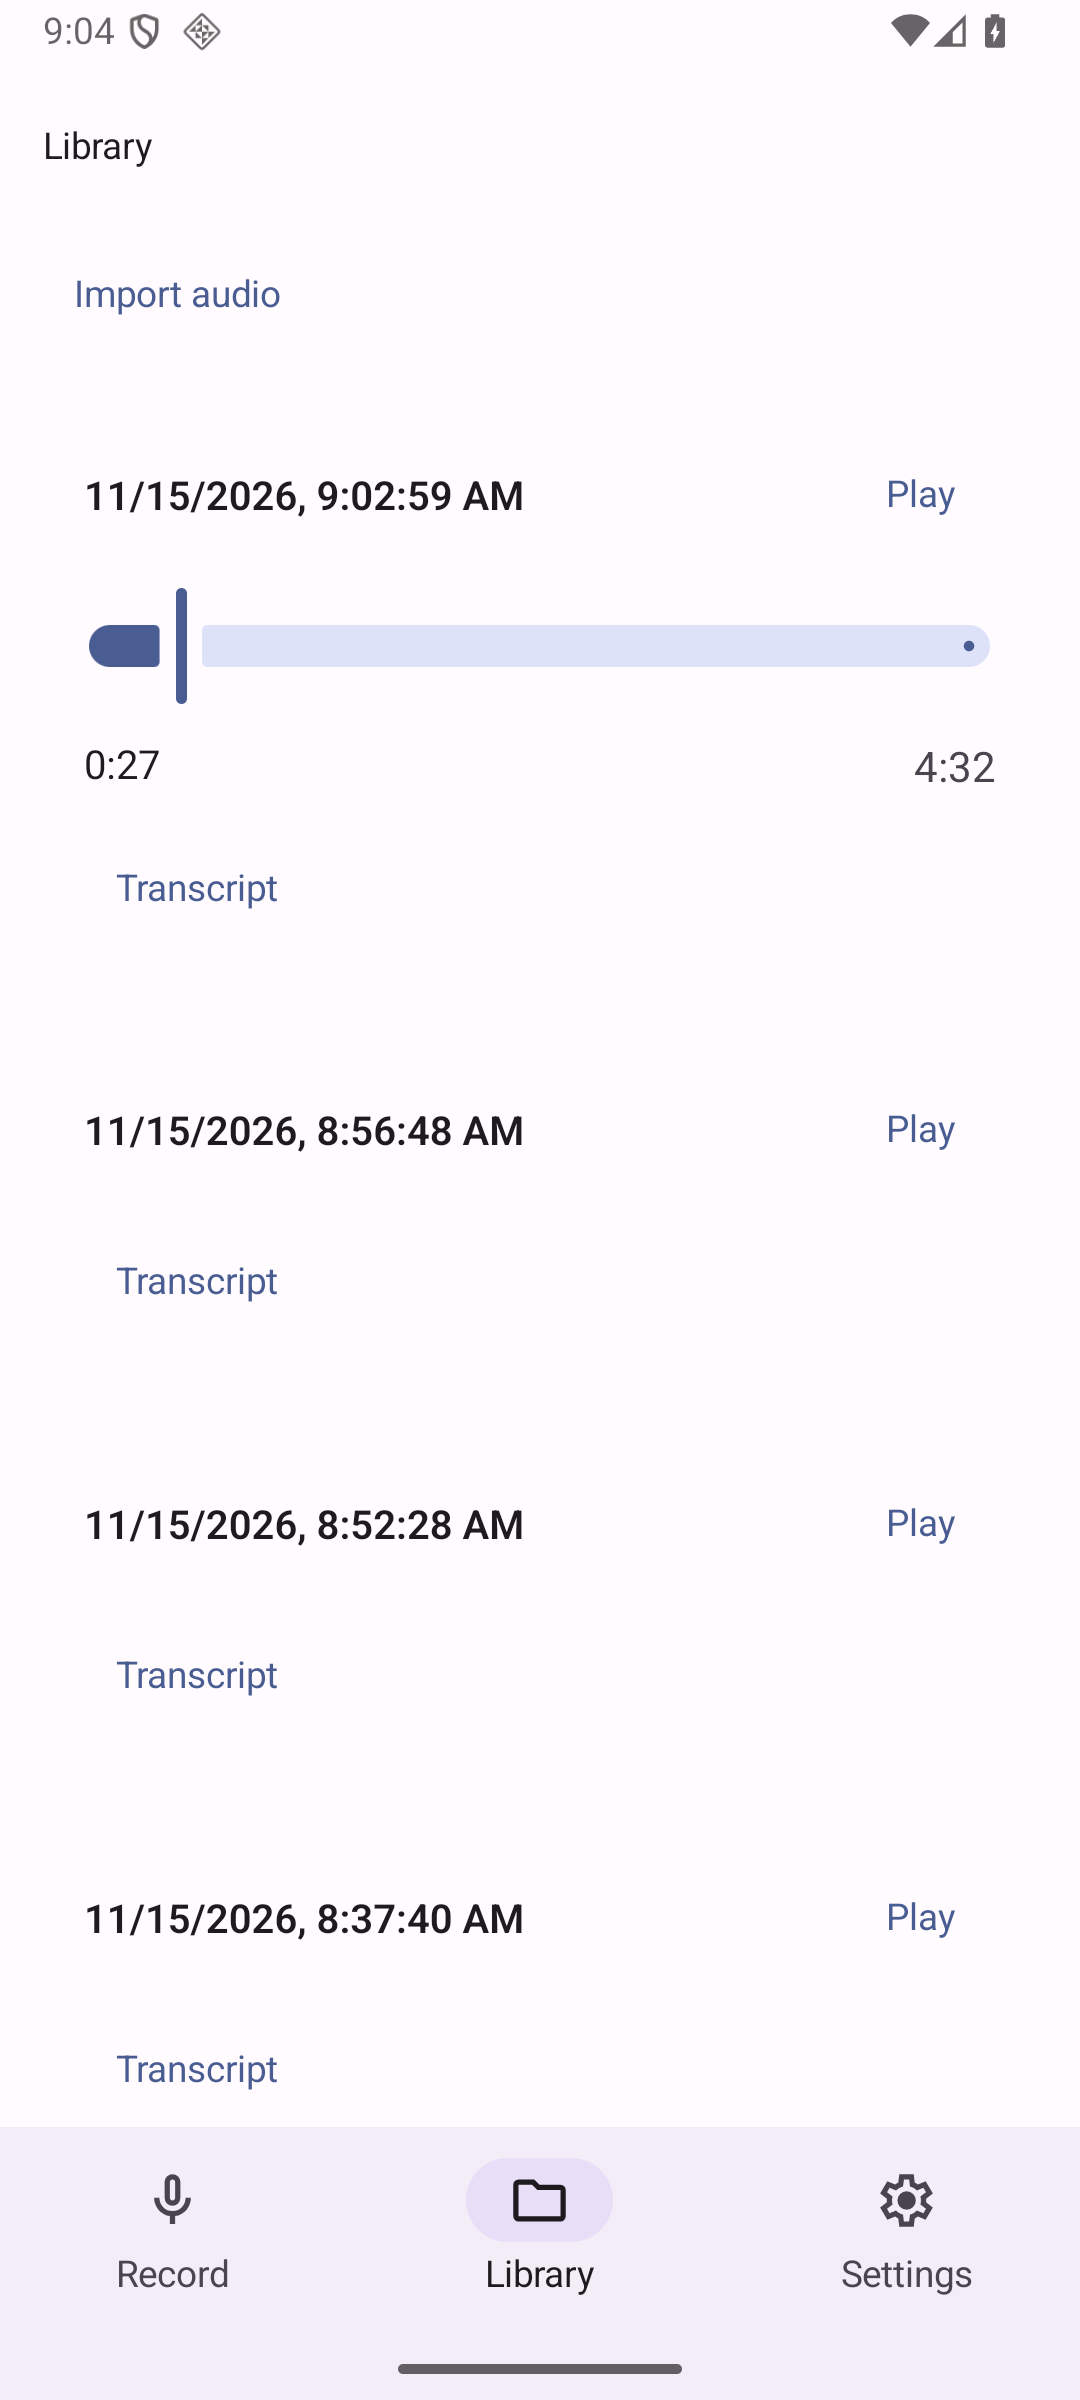 9:04
Library
Import audio
11/15/2026, 9:02:59 AM Play
0:27 4:32
Transcript
11/15/2026, 8:56:48 AM Play
Transcript
11/15/2026, 8:52:28 AM Play
Transcript
11/15/2026, 8:37:40 AM Play
Transcript
Record Library Settings